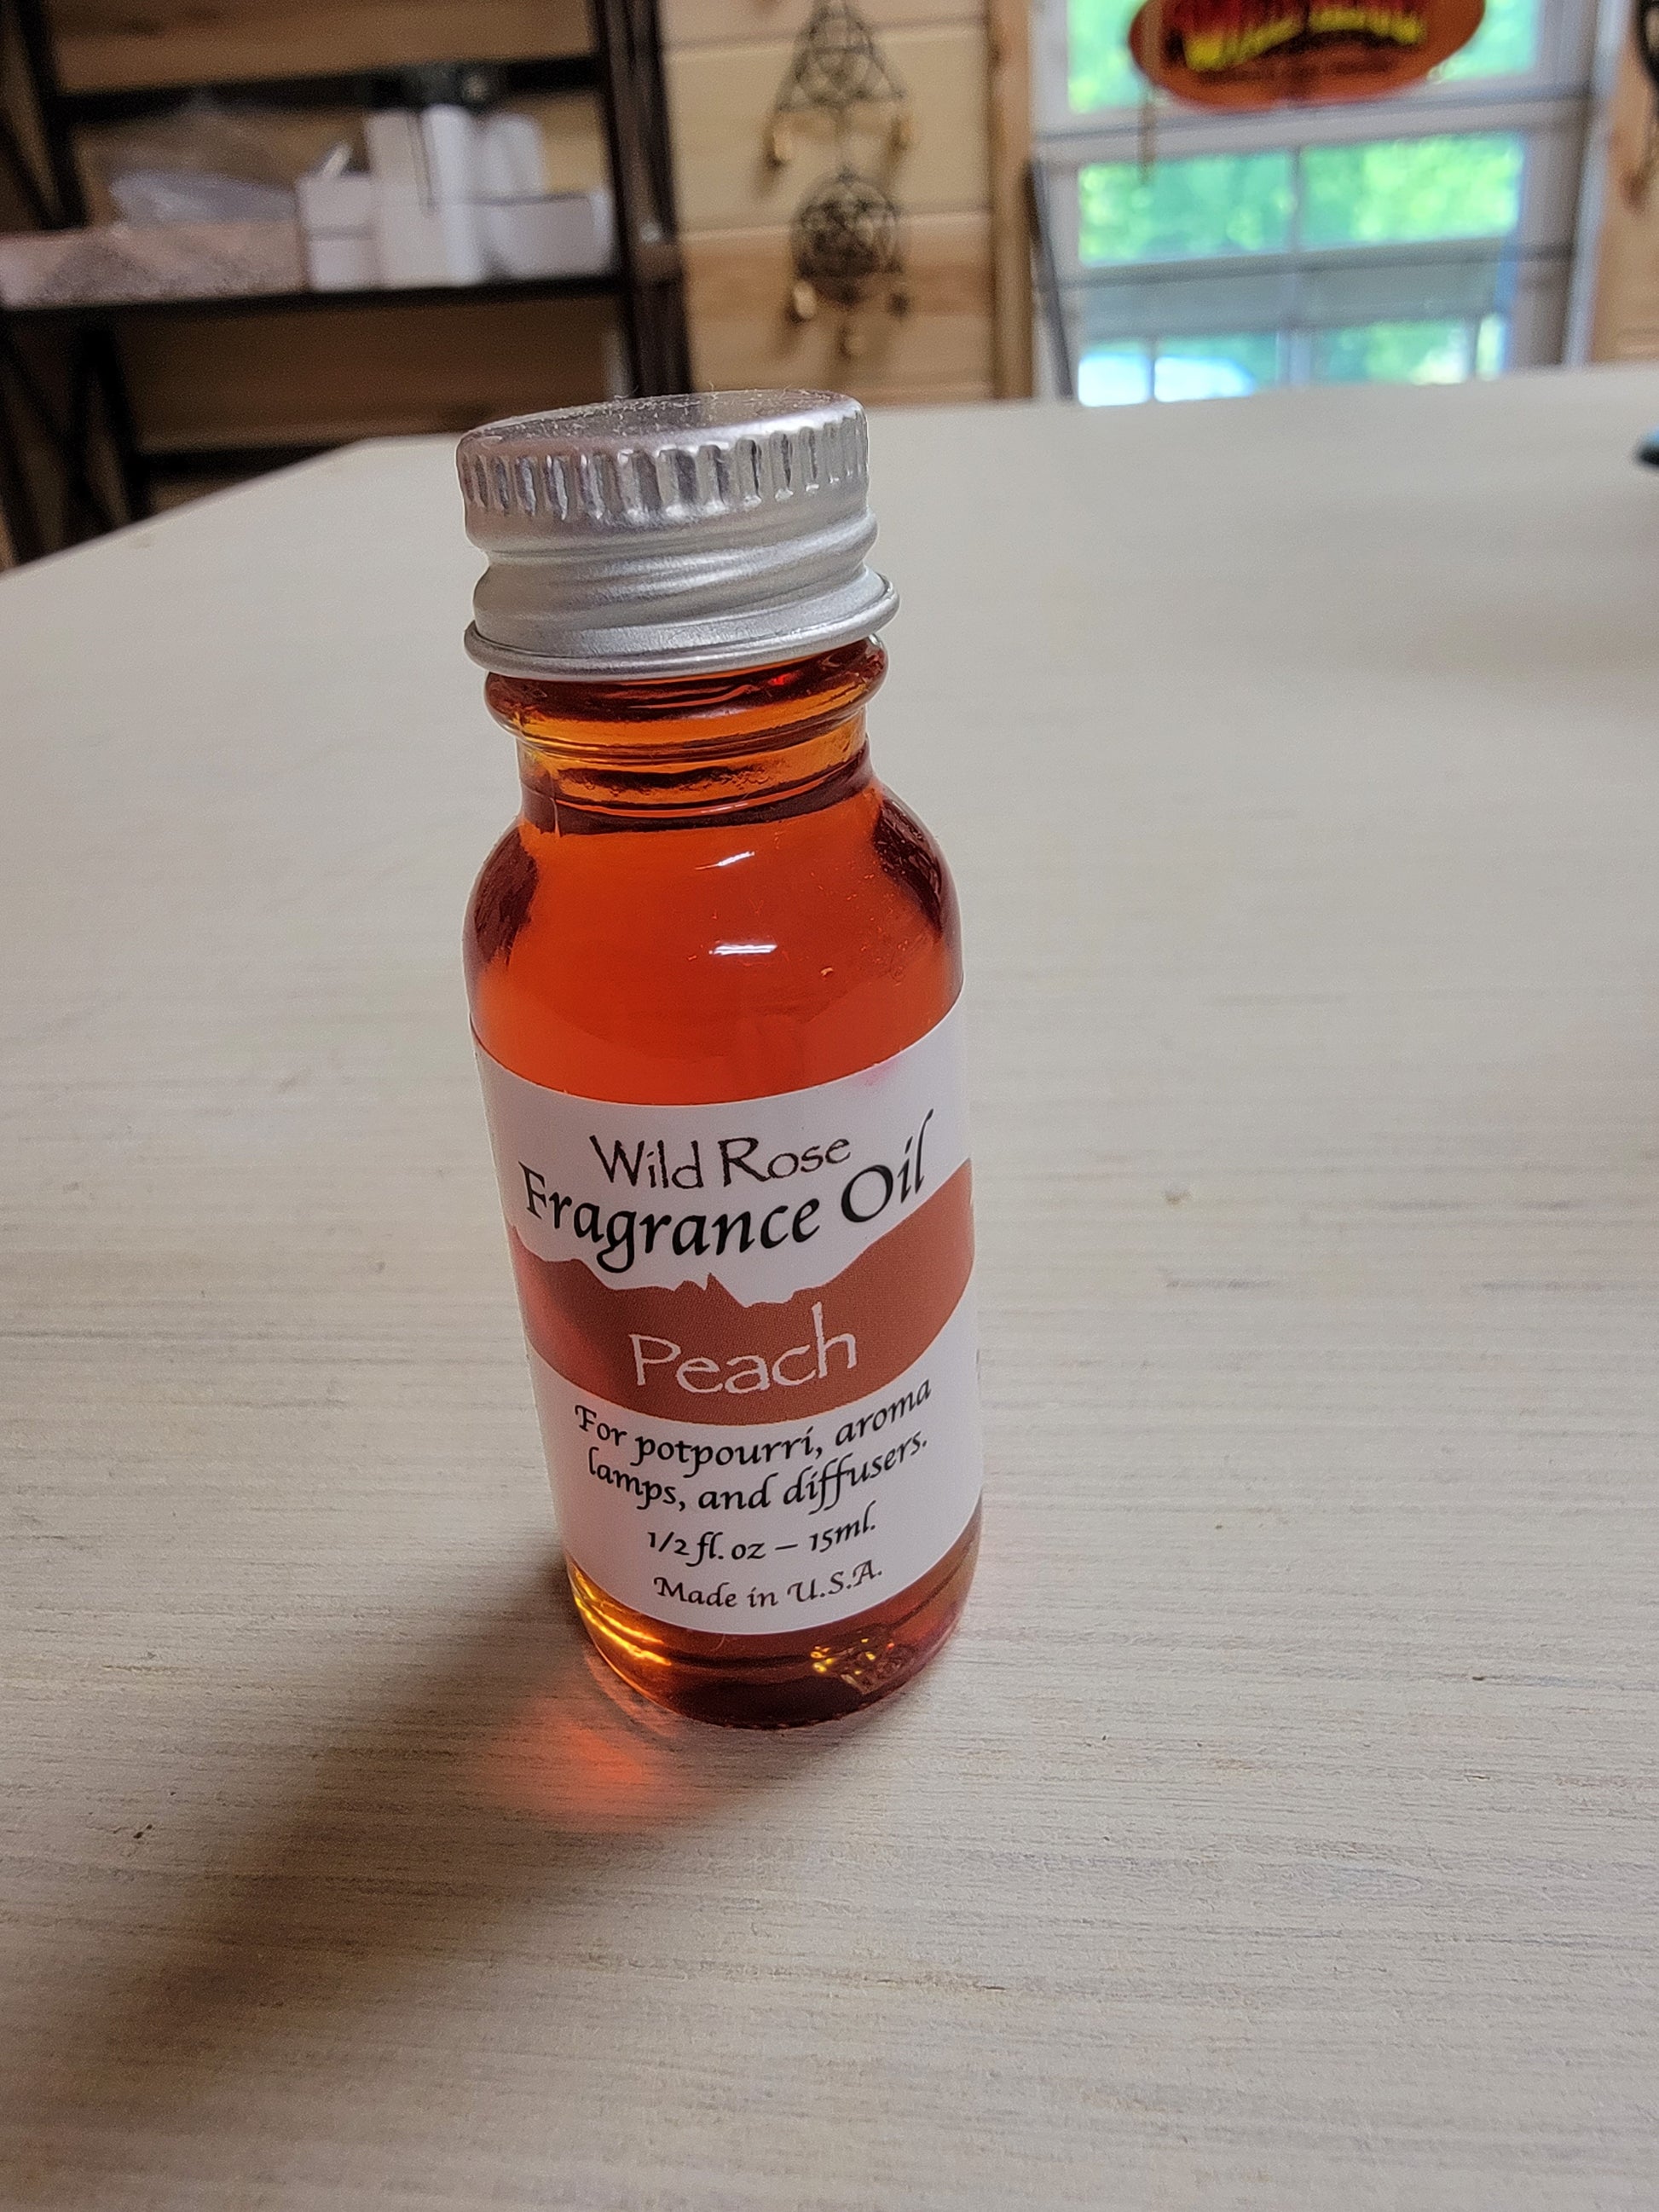 Wild Rose
Fragrance Oil
Peach
For potpourri, aroma
lamps, and diffusers.
1/2 fl. oz – 15ml.
Made in U.S.A.